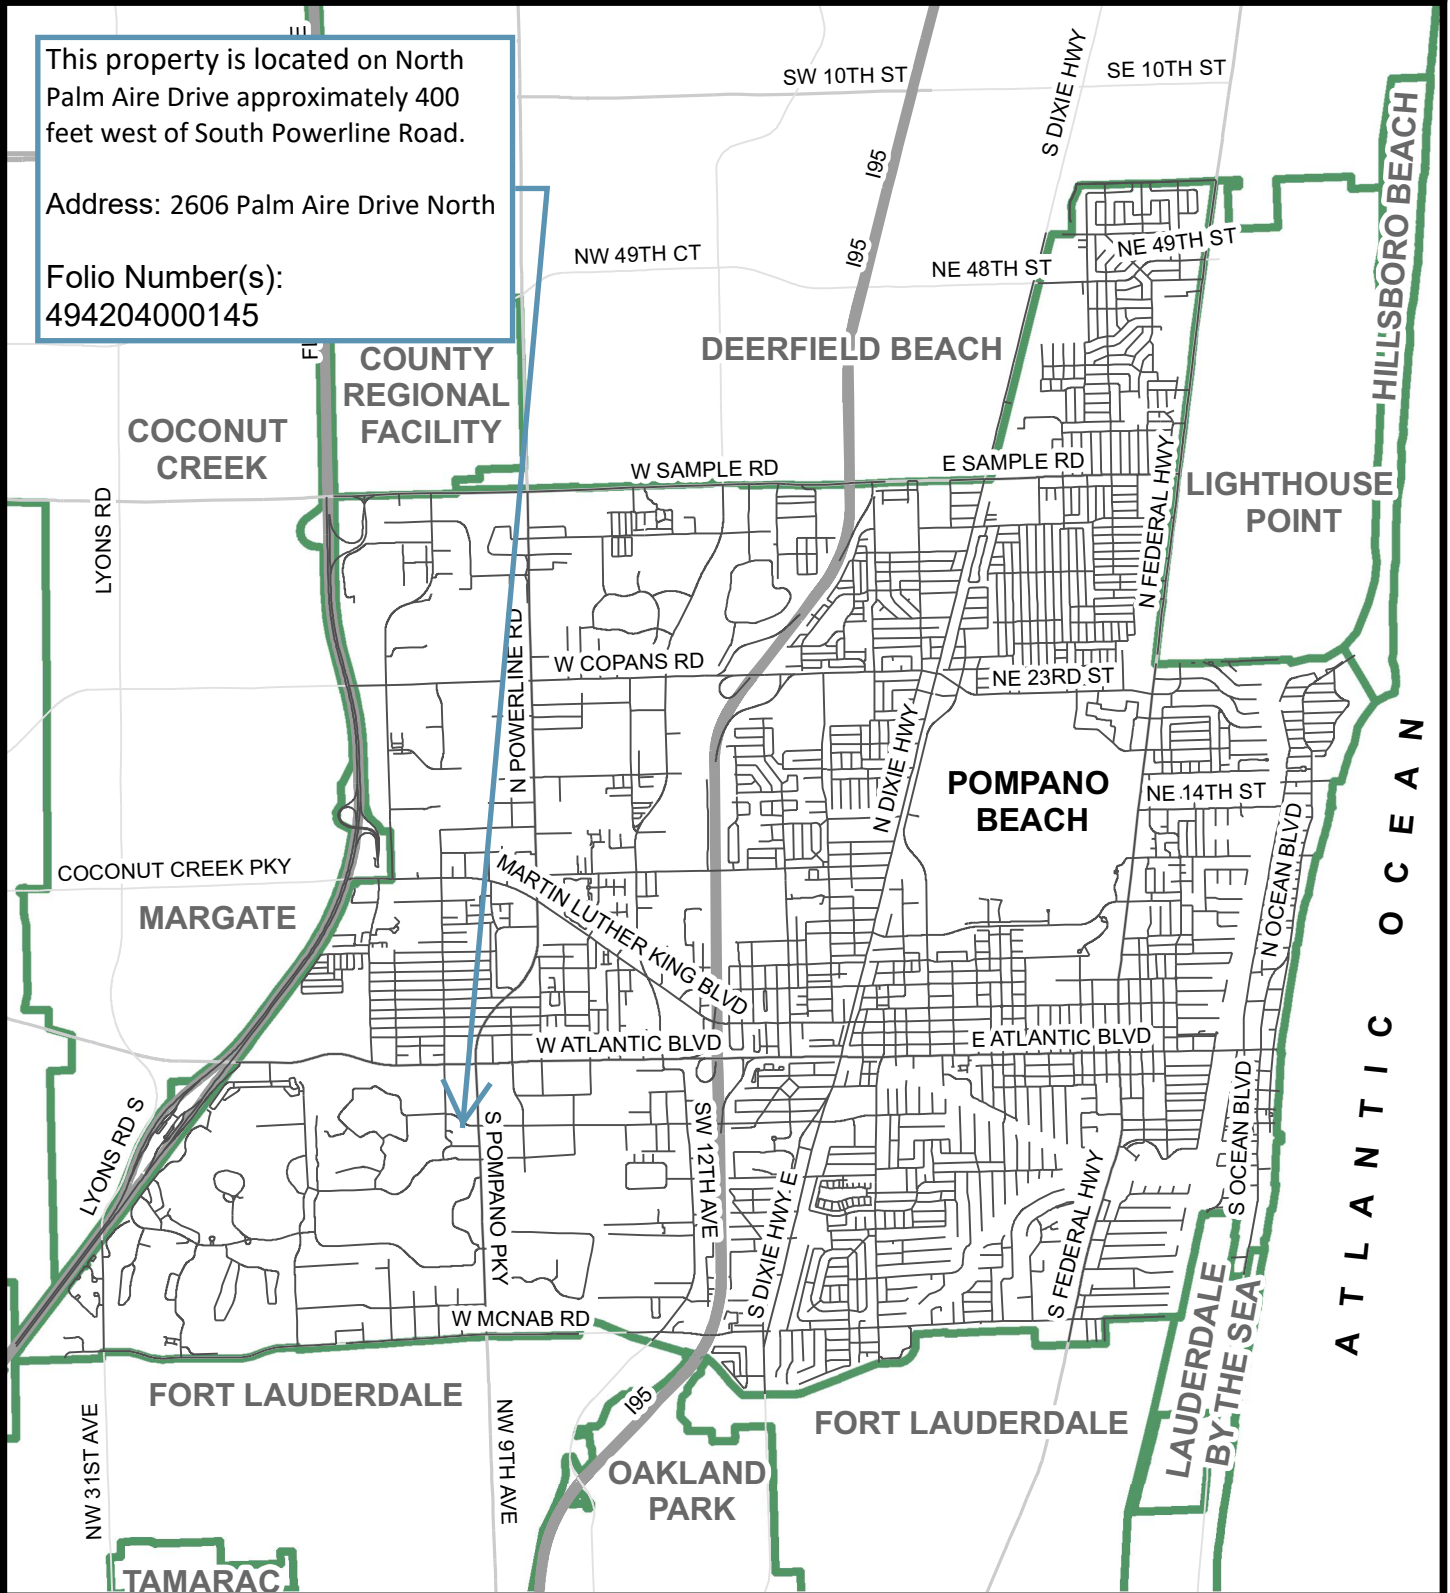 This property is located on North
Palm Aire Drive approximately 400
feet west of South Powerline Road.
Address: 2606 Palm Aire Drive North
Folio Number(s):
494204000145
SW 10TH ST
SE 10TH ST
S DIXIE HWY
I95
HILLSBORO BEACH
NE 49TH ST
NW 49TH CT
I95
NE 48TH ST
DEERFIELD BEACH
COUNTY
REGIONAL
FACILITY
COCONUT
CREEK
W SAMPLE RD
E SAMPLE RD
LIGHTHOUSE
POINT
LYONS RD
N FEDERAL HWY
N POWERLINE RD
W COPANS RD
NE 23RD ST
N DIXIE HWY
POMPANO
BEACH
NE 14TH ST
N OCEAN BLVD
ATLANTIC OCEAN
COCONUT CREEK PKY
MARGATE
MARTIN LUTHER KING BLVD
W ATLANTIC BLVD
E ATLANTIC BLVD
LYONS RD S
S POMPANO PKY
SW 12TH AVE
S DIXIE HWY E
S FEDERAL HWY
S OCEAN BLVD
W MCNAB RD
LAUDERDALE
BY THE SEA
FORT LAUDERDALE
FORT LAUDERDALE
I95
NW 31ST AVE
NW 9TH AVE
OAKLAND
PARK
TAMARAC